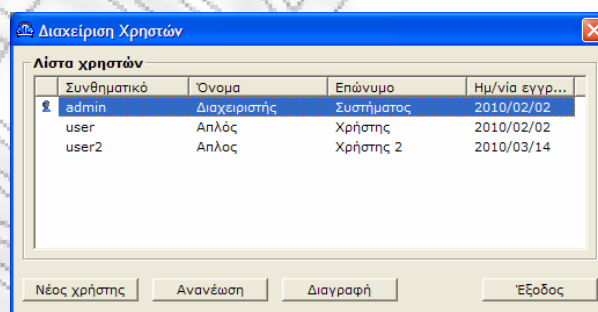 Διαχείριση Χρηστών
Λίστα χρηστών
Συνθηματικό Όνομα Επώνυμο Ημ/νία εγγρ...
admin Διαχειριστής Συστήματος 2010/02/02
user Απλός Χρήστης 2010/02/02
user2 Απλος Χρήστης 2 2010/03/14
Νέος χρήστης Ανανέωση Διαγραφή Έξοδος